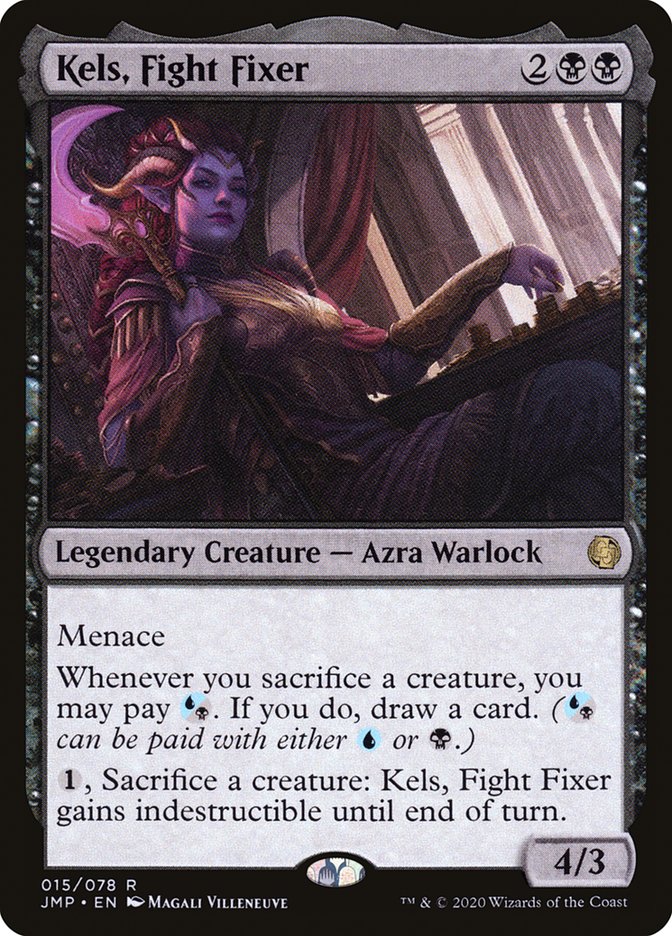 Kels, Fight Fixer 2
Legendary Creature — Azra Warlock
Menace
Whenever you sacrifice a creature, you
may pay . If you do, draw a card. (
can be paid with either or .)
1, Sacrifice a creature: Kels, Fight Fixer
gains indestructible until end of turn.
4/3
015/078 R
JMP • EN MAGALI VILLENEUVE
™ & © 2020 Wizards of the Coast